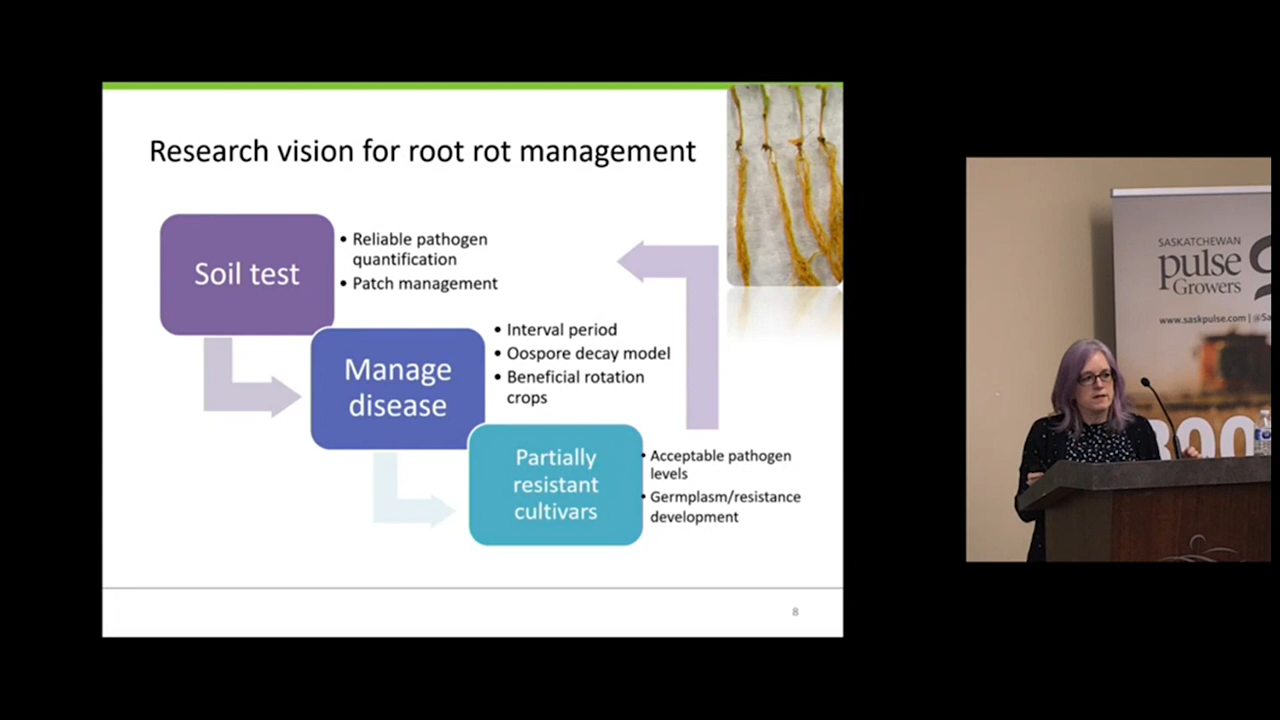 Research vision for root rot management
Soil test
• Reliable pathogen
quantification
• Patch management
Manage
disease
• Interval period
• Oospore decay model
• Beneficial rotation
crops
Partially
resistant
cultivars
• Acceptable pathogen
levels
• Germplasm/resistance
development
8
SASKATCHEWAN
pulse
Growers
www.saskpulse.com |